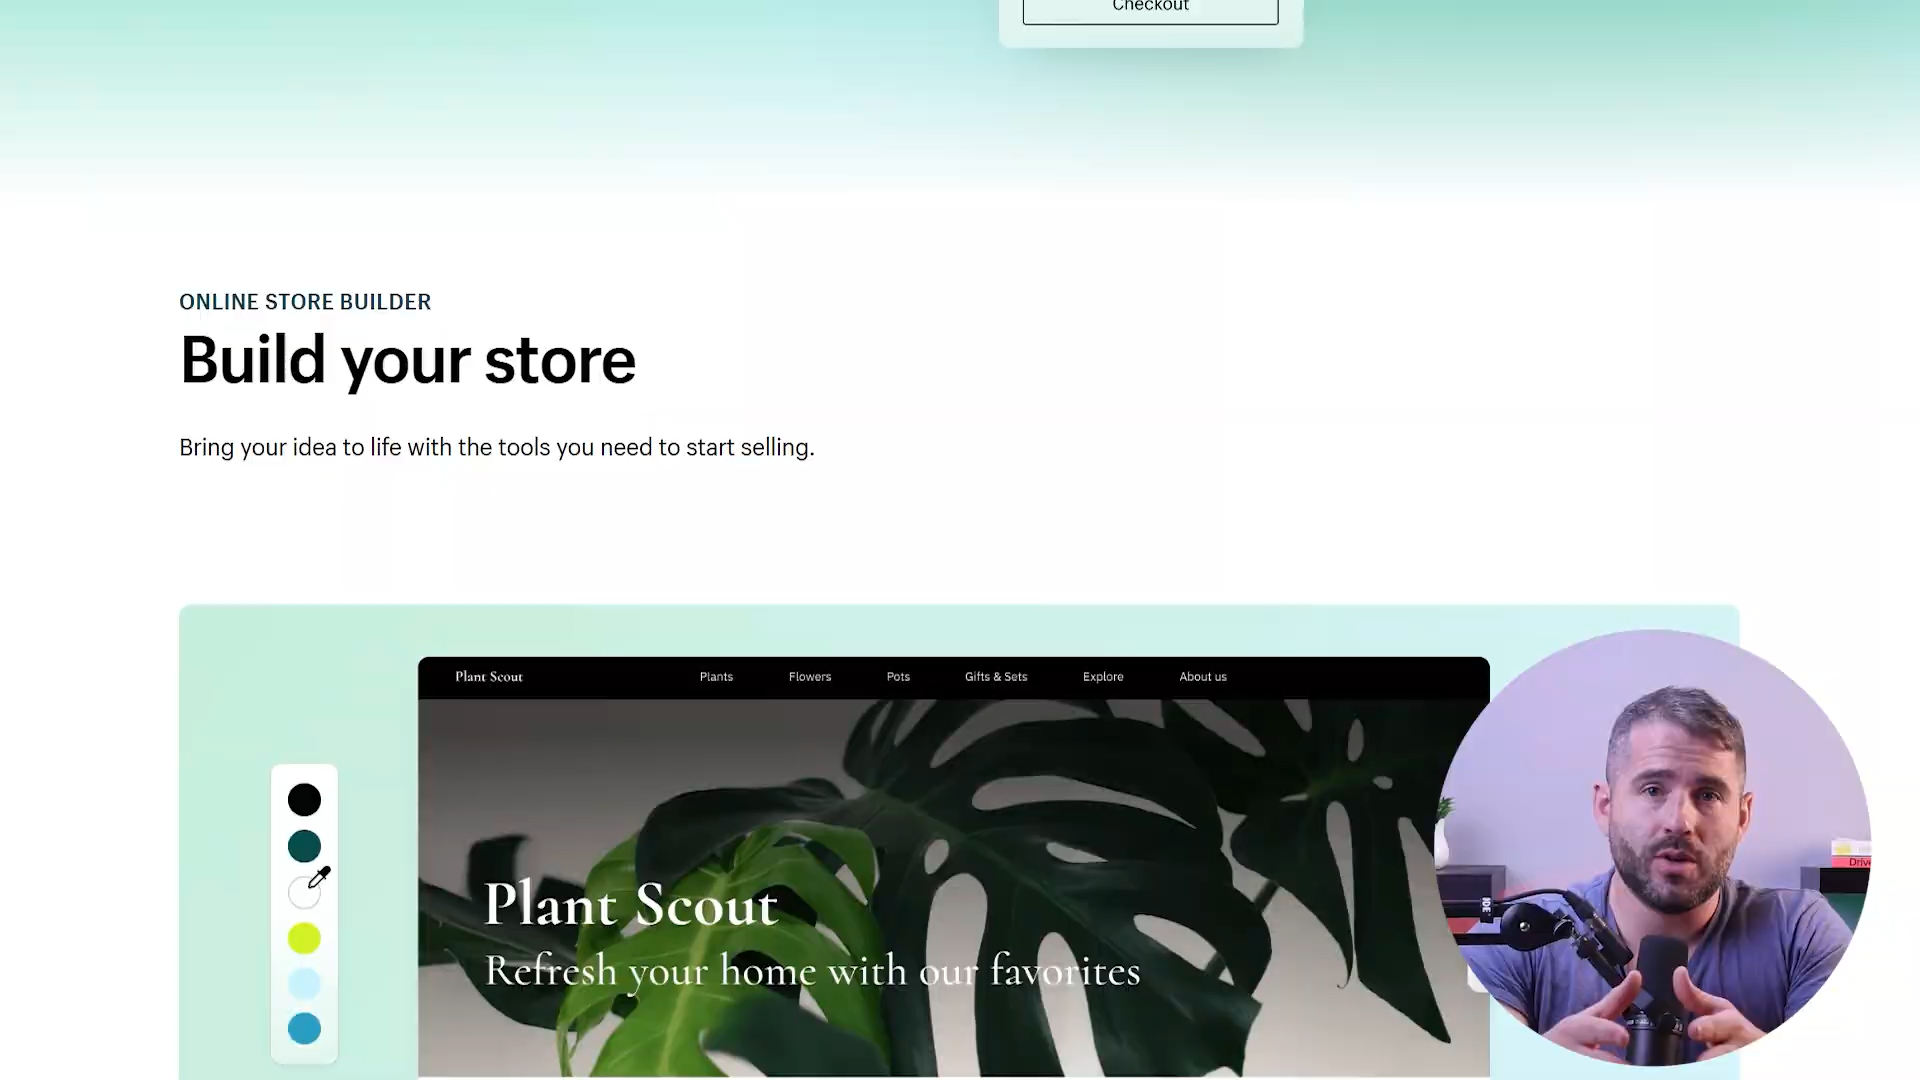 Checkout
ONLINE STORE BUILDER
Build your store
Bring your idea to life with the tools you need to start selling.
Plant Scout Plants Flowers Pots Gifts & Sets Explore About us
Plant Scout
Refresh your home with our favorites
Drive